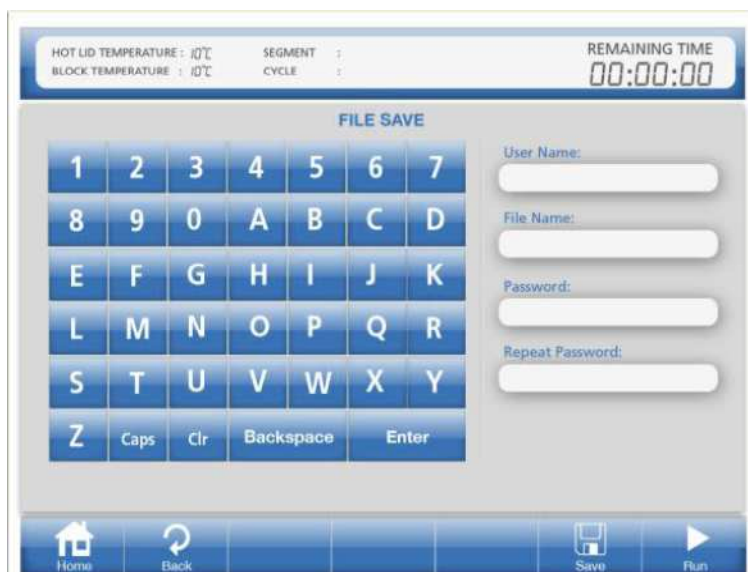 HOT LID TEMPERATURE : 10℃ SEGMENT : REMAINING TIME
BLOCK TEMPERATURE : 10℃ CYCLE : 00:00:00
FILE SAVE
1 2 3 4 5 6 7
8 9 0 A B C D
E F G H I J K
L M N O P Q R
S T U V W X Y
Z Caps Clr Backspace Enter
User Name:
File Name:
Password:
Repeat Password:
Home Back Save Run